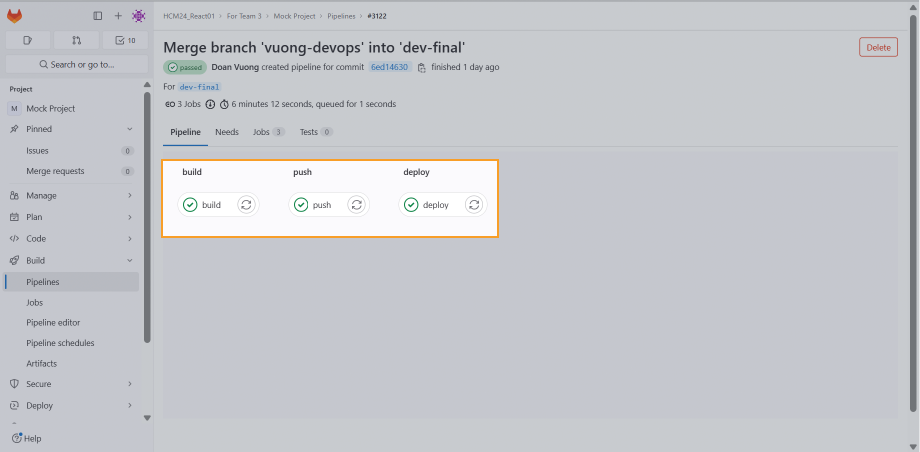 10
Search or go to...
Project
M Mock Project
Pinned
Issues 0
Merge requests 0
Manage
Plan
Code
Build
Pipelines
Jobs
Pipeline editor
Pipeline schedules
Artifacts
Secure
Deploy
Help
HCM24_React01 › For Team 3 › Mock Project › Pipelines › #3122
Merge branch 'vuong-devops' into 'dev-final'
Delete
passed Doan Vuong created pipeline for commit 6ed14630 finished 1 day ago
For dev-final
3 Jobs 6 minutes 12 seconds, queued for 1 seconds
Pipeline Needs Jobs 3 Tests 0
build push deploy
build push deploy